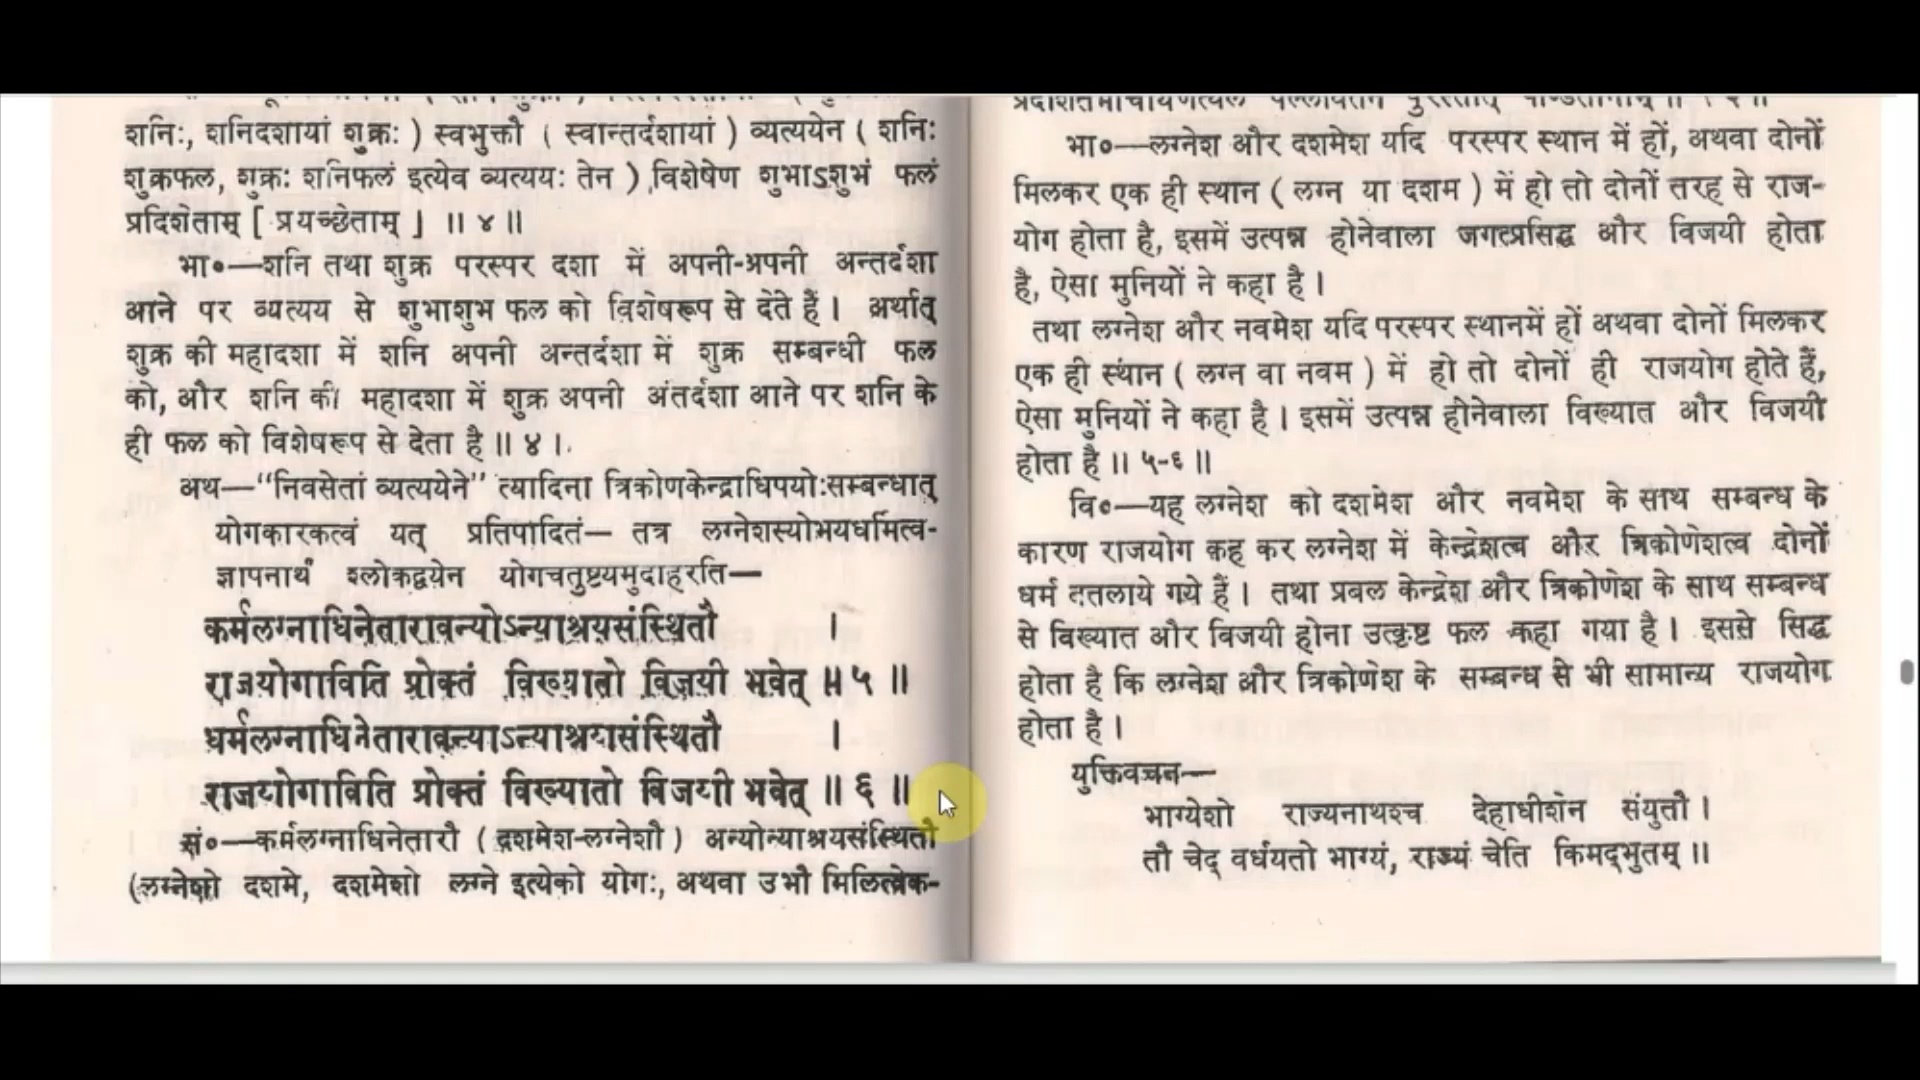 शनिः, शनिदशायां शुक्रः ) स्वभुक्तौ ( स्वान्तर्दशायां ) व्यत्ययेन ( शनिः
शुक्रफलं, शुक्रः शनिफलं इत्येव व्यत्ययः तेन ) विशेषेण शुभाऽशुभं फलं
प्रदिशेताम् [ प्रयच्छेताम् ] ॥ ४ ॥
भा०—शनि तथा शुक्र परस्पर दशा में अपनी-अपनी अन्तर्दशा
आने पर व्यत्यय से शुभाशुभ फल को विशेषरूप से देते हैं । अर्थात्
शुक्र की महादशा में शनि अपनी अन्तर्दशा में शुक्र सम्बन्धी फल
को, और शनि की महादशा में शुक्र अपनी अंतर्दशा आने पर शनि के
ही फल को विशेषरूप से देता है ॥ ४ ।
अथ—“निवसेतां व्यत्ययेने” त्यादिना त्रिकोणकेन्द्राधिपयोःसम्बन्धात्
योगकारकत्वं यत् प्रतिपादितं— तत्र लग्नेशस्योभयधर्मित्व-
ज्ञापनार्थं श्लोकद्वयेन योगचतुष्टयमुदाहरति—
कर्मलग्नाधिनेतारावन्योऽन्याश्रयसंस्थितौ ।
राजयोगाविति प्रोक्तं विख्यातो विजयी भवेत् ॥ ५ ॥
धर्मलग्नाधिनेतारावन्याऽन्याश्रयसंस्थितौ ।
राजयोगाविति प्रोक्तं विख्यातो विजयी भवेत् ॥ ६ ॥
सं०—कर्मलग्नाधिनेतारौ ( दशमेश-लग्नेशौ ) अन्योन्याश्रयसंस्थितौ
(लग्नेशो दशमे, दशमेशो लग्ने इत्येको योगः, अथवा उभौ मिलित्वैक-
भा०—लग्नेश और दशमेश यदि परस्पर स्थान में हों, अथवा दोनों
मिलकर एक ही स्थान ( लग्न या दशम ) में हो तो दोनों तरह से राज-
योग होता है, इसमें उत्पन्न होनेवाला जगत्प्रसिद्ध और विजयी होता
है, ऐसा मुनियों ने कहा है ।
तथा लग्नेश और नवमेश यदि परस्पर स्थानमें हों अथवा दोनों मिलकर
एक ही स्थान ( लग्न वा नवम ) में हो तो दोनों ही राजयोग होते हैं,
ऐसा मुनियों ने कहा है । इसमें उत्पन्न होनेवाला विख्यात और विजयी
होता है ॥ ५-६ ॥
वि०—यह लग्नेश को दशमेश और नवमेश के साथ सम्बन्ध के
कारण राजयोग कह कर लग्नेश में केन्द्रेशत्व और त्रिकोणेशत्व दोनों
धर्म बतलाये गये हैं । तथा प्रबल केन्द्रेश और त्रिकोणेश के साथ सम्बन्ध
से विख्यात और विजयी होना उत्कृष्ट फल कहा गया है । इससे सिद्ध
होता है कि लग्नेश और त्रिकोणेश के सम्बन्ध से भी सामान्य राजयोग
होता है ।
युक्तिवचन—
भाग्येशो राज्यनाथश्च देहाधीशेन संयुतौ ।
तौ चेद् वर्धयतो भाग्यं, राज्यं चेति किमद्भुतम् ॥